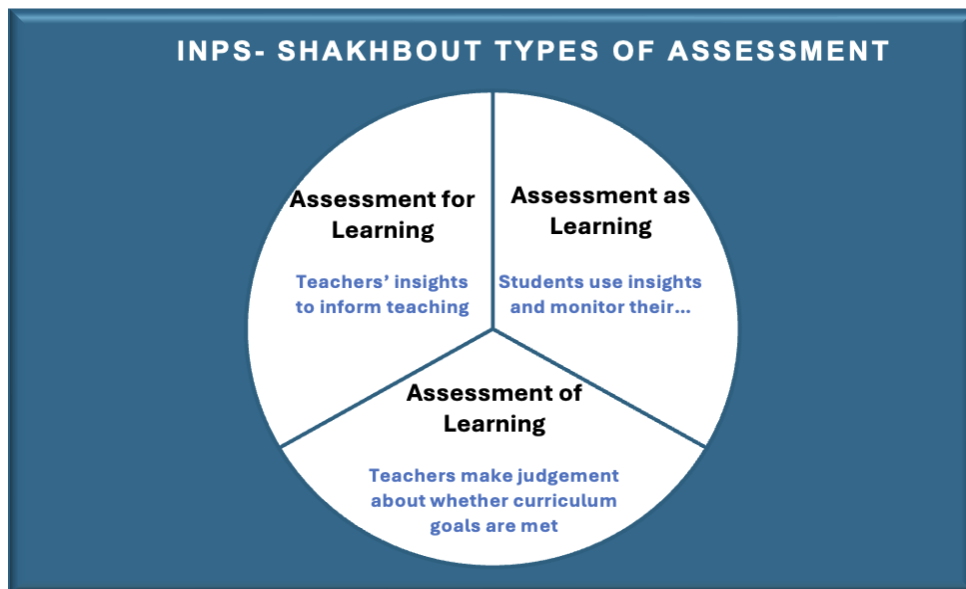 INPS- SHAKHBOUT TYPES OF ASSESSMENT
Assessment for
Learning
Teachers’ insights
to inform teaching
Assessment as
Learning
Students use insights
and monitor their...
Assessment of
Learning
Teachers make judgement
about whether curriculum
goals are met